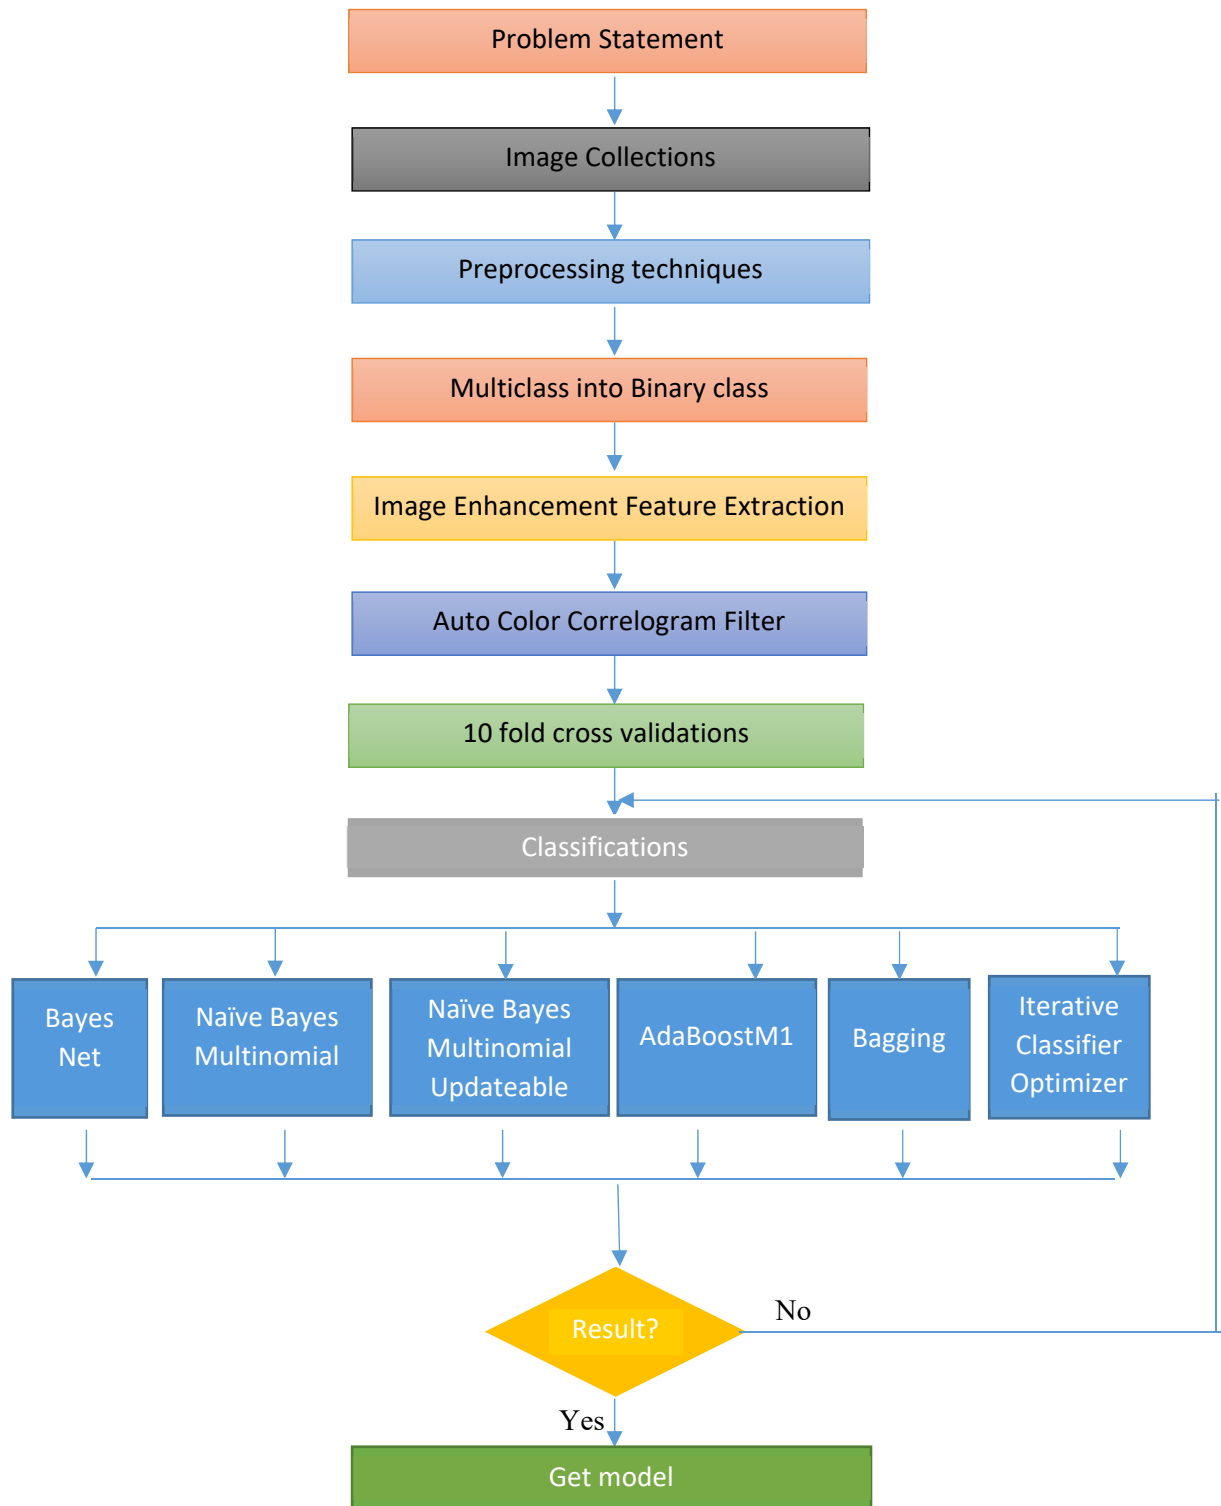 Problem Statement
Image Collections
Preprocessing techniques
Multiclass into Binary class
Image Enhancement Feature Extraction
Auto Color Correlogram Filter
10 fold cross validations
Classifications
Bayes
Net
Naïve Bayes
Multinomial
Naïve Bayes
Multinomial
Updateable
AdaBoostM1
Bagging
Iterative
Classifier
Optimizer
Result?
No
Yes
Get model